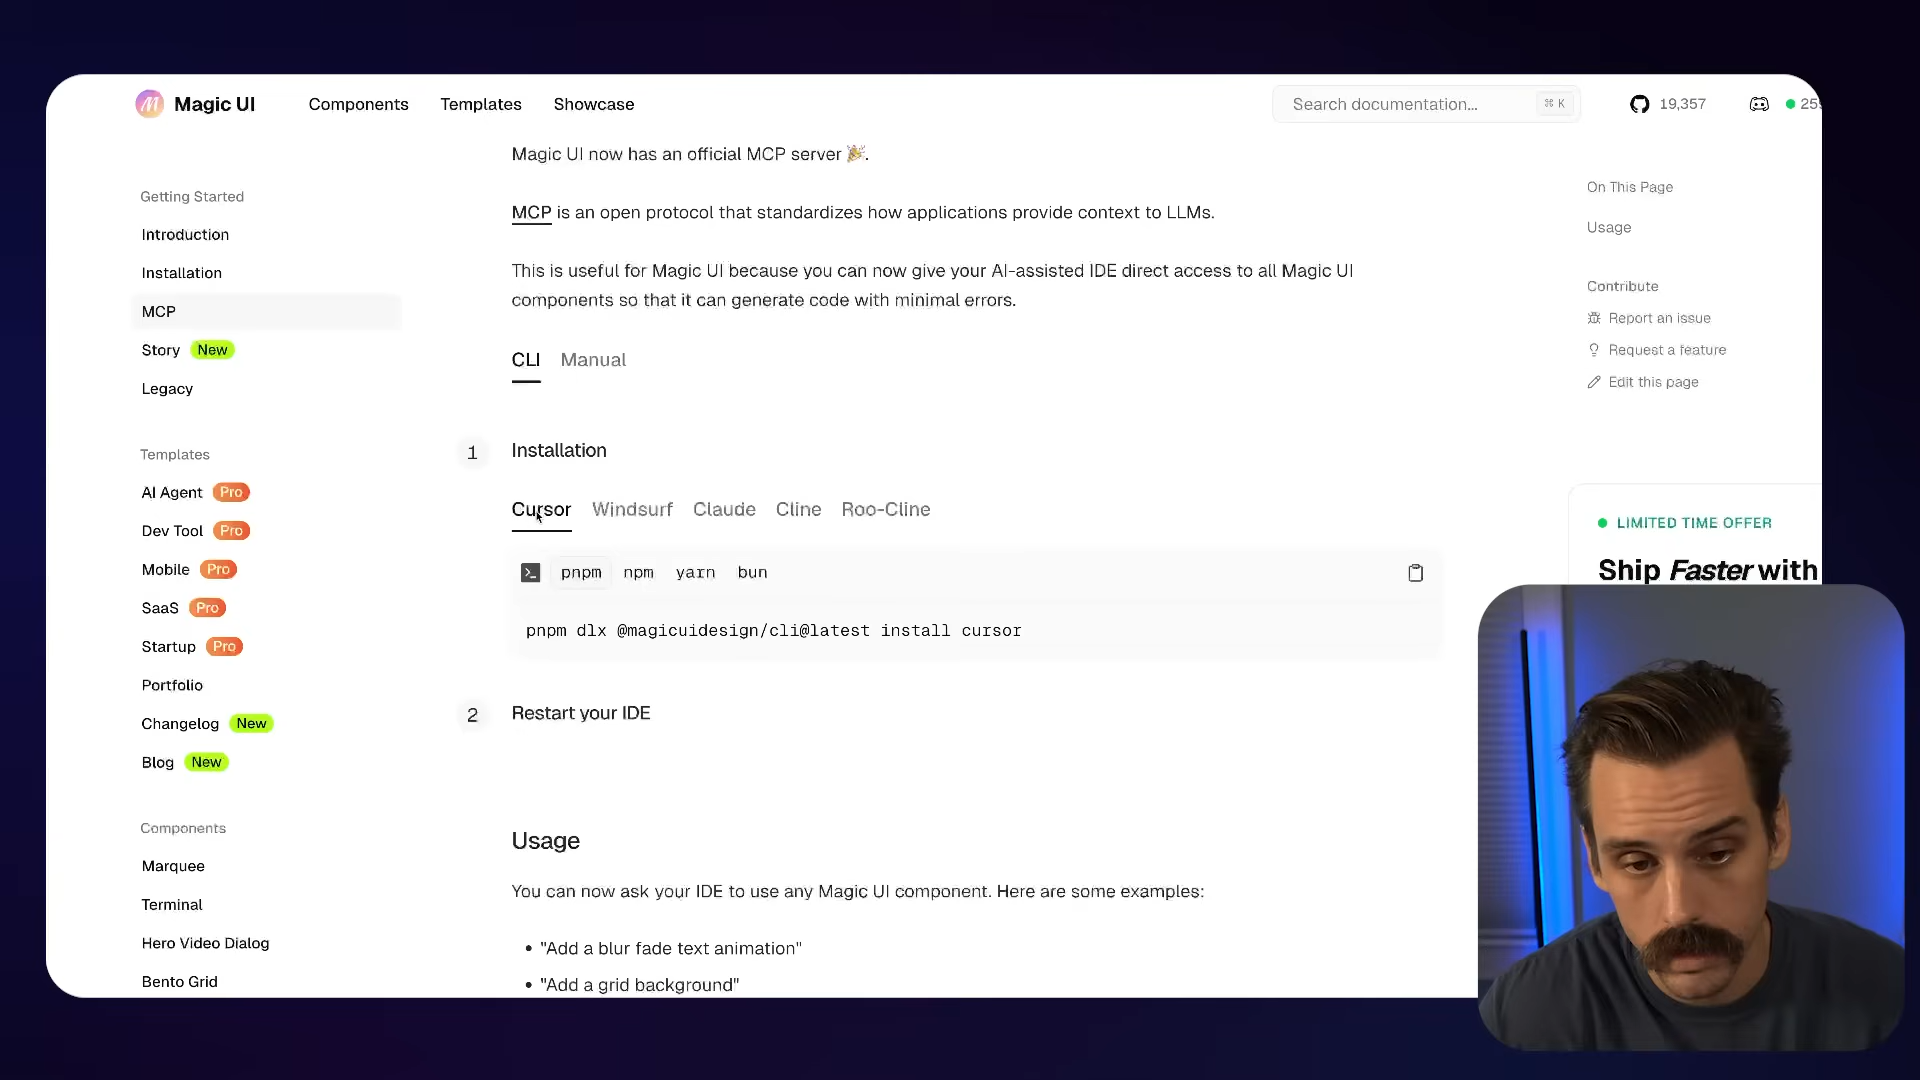 Magic UI
Components
Templates
Showcase
Search documentation...
⌘ K
19,357
Getting Started
Introduction
Installation
MCP
Story New
Legacy
Templates
AI Agent Pro
Dev Tool Pro
Mobile Pro
SaaS Pro
Startup Pro
Portfolio
Changelog New
Blog New
Components
Marquee
Terminal
Hero Video Dialog
Bento Grid
Magic UI now has an official MCP server 🎉.
MCP is an open protocol that standardizes how applications provide context to LLMs.
This is useful for Magic UI because you can now give your AI-assisted IDE direct access to all Magic UI
components so that it can generate code with minimal errors.
CLI Manual
1 Installation
Cursor Windsurf Claude Cline Roo-Cline
pnpm npm yarn bun
pnpm dlx @magicuidesign/cli@latest install cursor
2 Restart your IDE
Usage
You can now ask your IDE to use any Magic UI component. Here are some examples:
• "Add a blur fade text animation"
• "Add a grid background"
On This Page
Usage
Contribute
Report an issue
Request a feature
Edit this page
LIMITED TIME OFFER
Ship Faster with